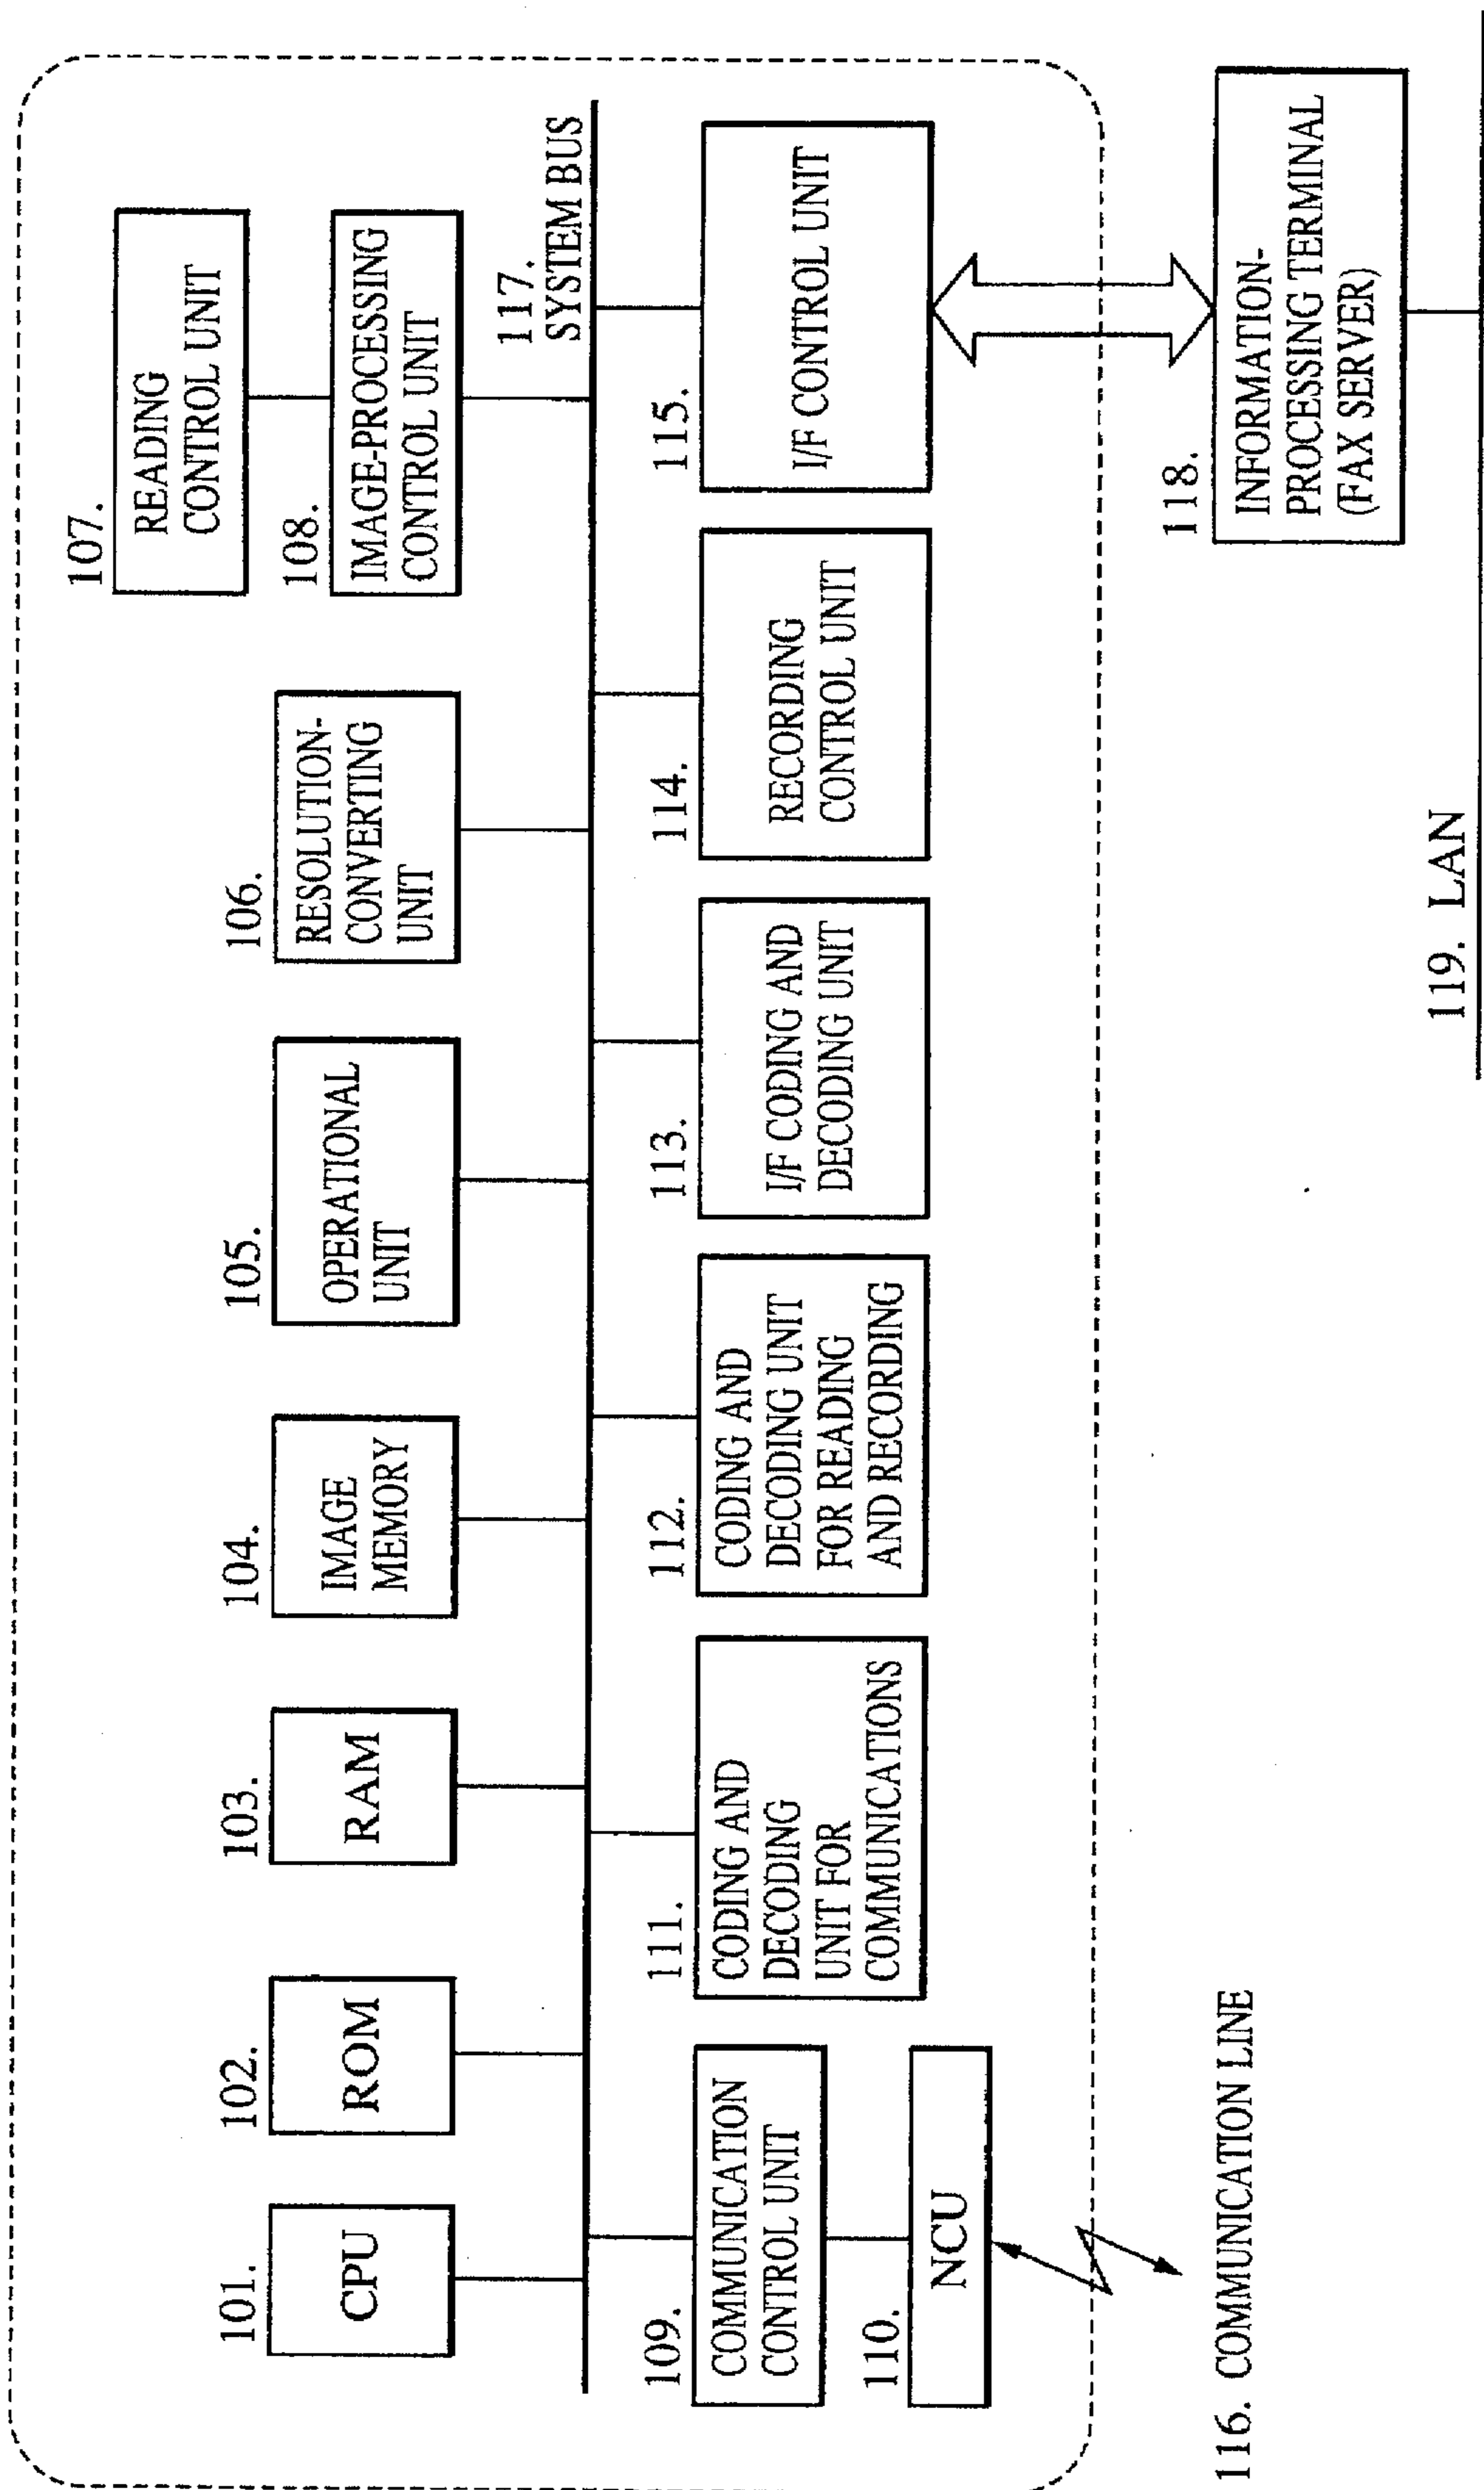 101.
CPU
102.
ROM
103.
RAM
104.
IMAGE
MEMORY
105.
OPERATIONAL
UNIT
106.
RESOLUTION-
CONVERTING
UNIT
107.
READING
CONTROL UNIT
108.
IMAGE-PROCESSING
CONTROL UNIT
117.
SYSTEM BUS
109.
COMMUNICATION
CONTROL UNIT
110.
NCU
111.
CODING AND
DECODING
UNIT FOR
COMMUNICATIONS
112.
CODING AND
DECODING UNIT
FOR READING
AND RECORDING
113.
I/F CODING AND
DECODING UNIT
114.
RECORDING
CONTROL UNIT
115.
I/F CONTROL UNIT
116. COMMUNICATION LINE
118.
INFORMATION-
PROCESSING TERMINAL
(FAX SERVER)
119. LAN